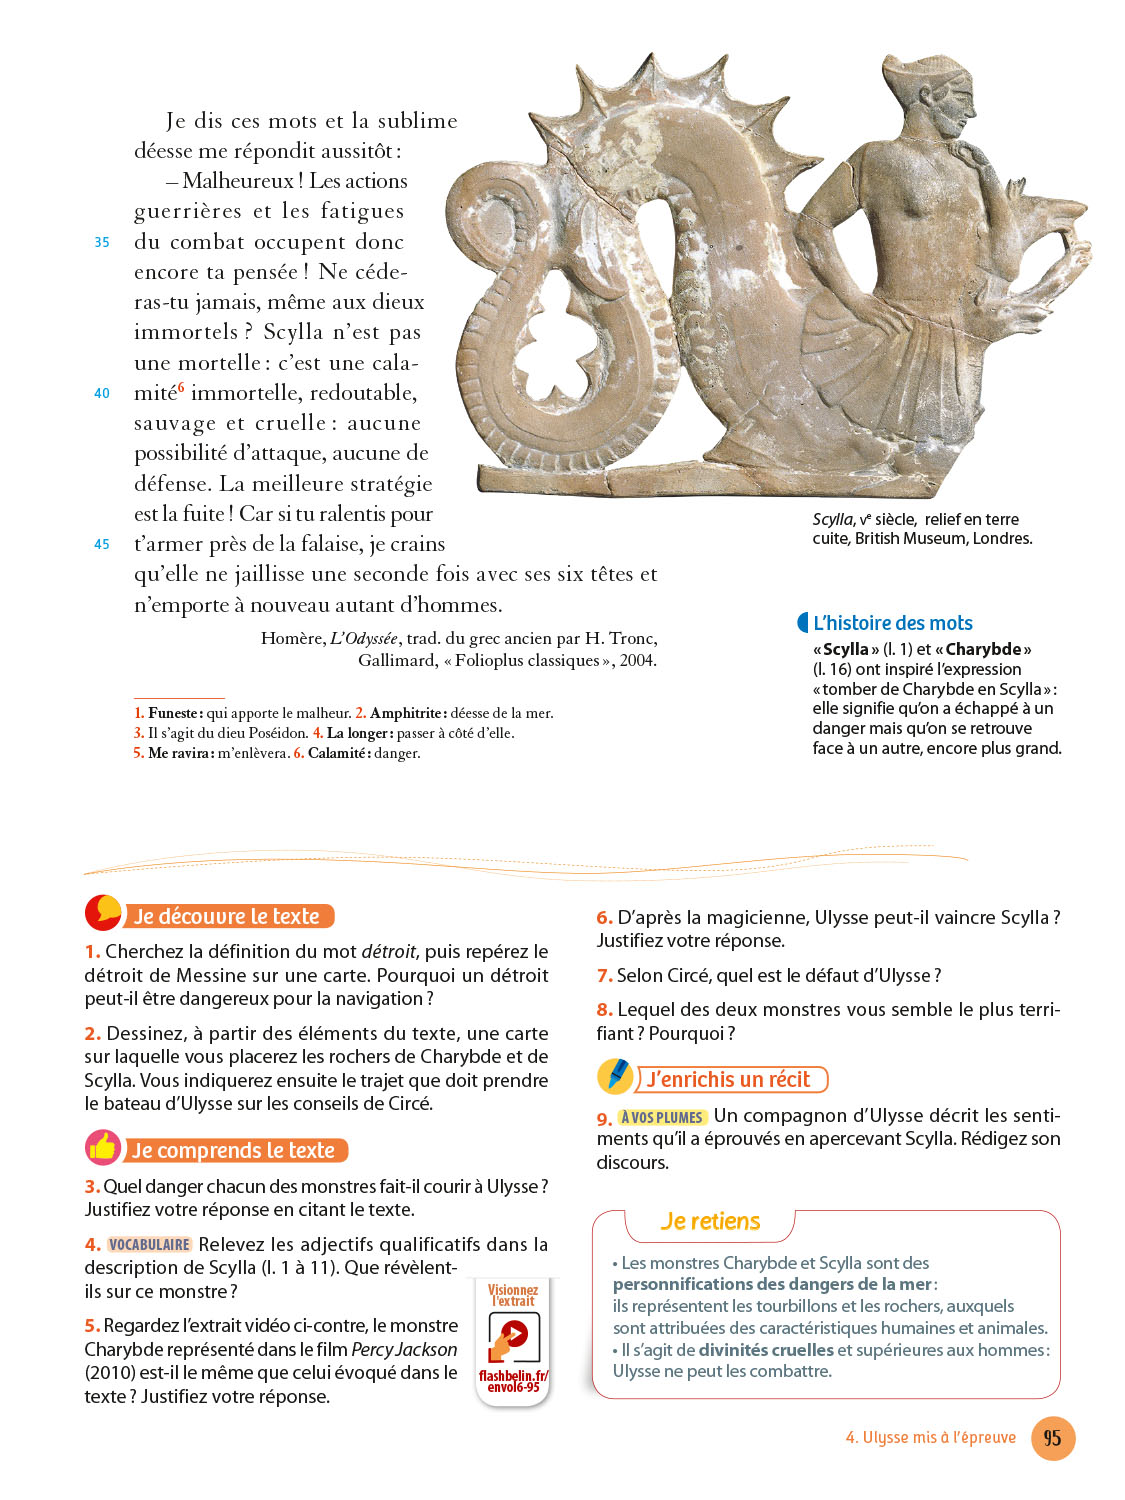 Je dis ces mots et la sublime
déesse me répondit aussitôt :
– Malheureux ! Les actions
guerrières et les fatigues
35 du combat occupent donc
encore ta pensée ! Ne céde-
ras-tu jamais, même aux dieux
immortels ? Scylla n’est pas
une mortelle : c’est une cala-
40 mité6 immortelle, redoutable,
sauvage et cruelle : aucune
possibilité d’attaque, aucune de
défense. La meilleure stratégie
est la fuite ! Car si tu ralentis pour
45 t’armer près de la falaise, je crains
qu’elle ne jaillisse une seconde fois avec ses six têtes et
n’emporte à nouveau autant d’hommes.
Homère, L’Odyssée, trad. du grec ancien par H. Tronc,
Gallimard, « Folioplus classiques », 2004.
1. Funeste : qui apporte le malheur. 2. Amphitrite : déesse de la mer.
3. Il s’agit du dieu Poséidon. 4. La longer : passer à côté d’elle.
5. Me ravira : m’enlèvera. 6. Calamité : danger.
Scylla, Ve siècle, relief en terre
cuite, British Museum, Londres.
L’histoire des mots
« Scylla » (l. 1) et « Charybde »
(l. 16) ont inspiré l’expression
« tomber de Charybde en Scylla » :
elle signifie qu’on a échappé à un
danger mais qu’on se retrouve
face à un autre, encore plus grand.
Je découvre le texte
1. Cherchez la définition du mot détroit, puis repérez le
détroit de Messine sur une carte. Pourquoi un détroit
peut-il être dangereux pour la navigation ?
2. Dessinez, à partir des éléments du texte, une carte
sur laquelle vous placerez les rochers de Charybde et de
Scylla. Vous indiquerez ensuite le trajet que doit prendre
le bateau d’Ulysse sur les conseils de Circé.
Je comprends le texte
3. Quel danger chacun des monstres fait-il courir à Ulysse ?
Justifiez votre réponse en citant le texte.
4. VOCABULAIRE Relevez les adjectifs qualificatifs dans la
description de Scylla (l. 1 à 11). Que révèlent-
ils sur ce monstre ?
5. Regardez l’extrait vidéo ci-contre, le monstre
Charybde représenté dans le film Percy Jackson
(2010) est-il le même que celui évoqué dans le
texte ? Justifiez votre réponse.
Visionnez
l’extrait
flashbelin.fr/
envol6-95
6. D’après la magicienne, Ulysse peut-il vaincre Scylla ?
Justifiez votre réponse.
7. Selon Circé, quel est le défaut d’Ulysse ?
8. Lequel des deux monstres vous semble le plus terri-
fiant ? Pourquoi ?
J’enrichis un récit
9. À VOS PLUMES Un compagnon d’Ulysse décrit les senti-
ments qu’il a éprouvés en apercevant Scylla. Rédigez son
discours.
Je retiens
• Les monstres Charybde et Scylla sont des
personnifications des dangers de la mer :
ils représentent les tourbillons et les rochers, auxquels
sont attribuées des caractéristiques humaines et animales.
• Il s’agit de divinités cruelles et supérieures aux hommes :
Ulysse ne peut les combattre.
4. Ulysse mis à l’épreuve 95